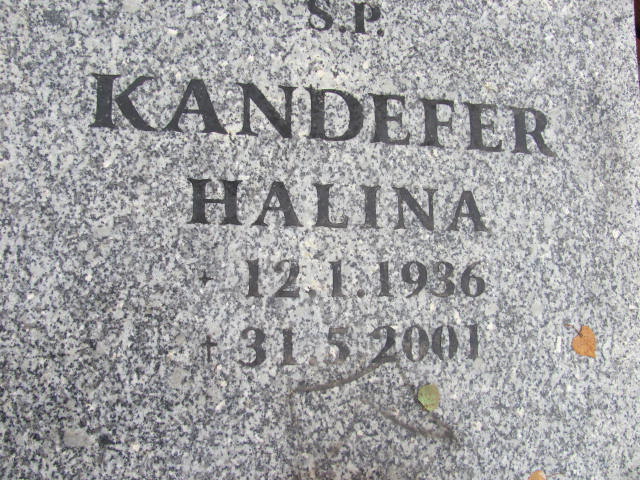 S.P.
KANDEFER
HALINA
* 12.1.1936
✝ 31.5.2001